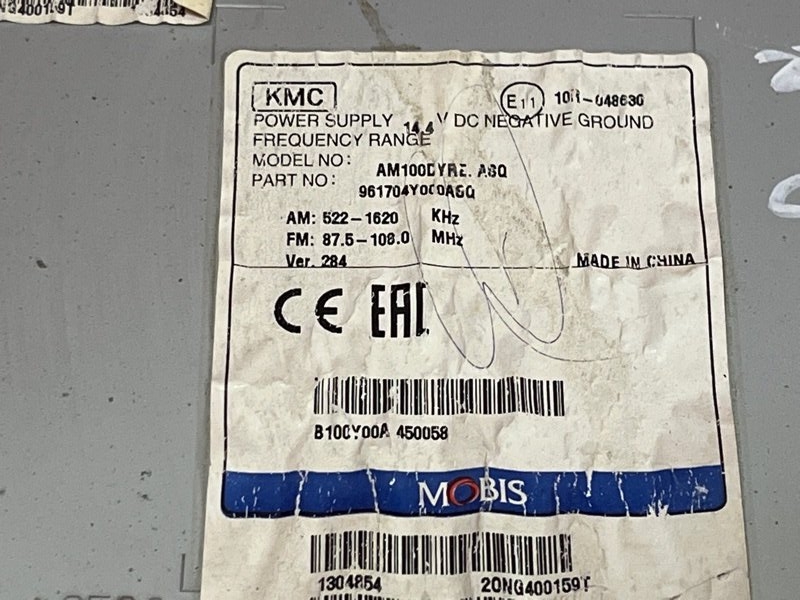 KMC
E11 10R-048630
POWER SUPPLY 14.4 V DC NEGATIVE GROUND
FREQUENCY RANGE
MODEL NO: AM100DYRE. ASQ
PART NO: 961704Y000ASQ
AM: 522-1620 KHz
FM: 87.5-108.0 MHz
Ver. 284 MADE IN CHINA
CE EAC
B100Y00A 450058
MOBIS
1304854 20NG400159T